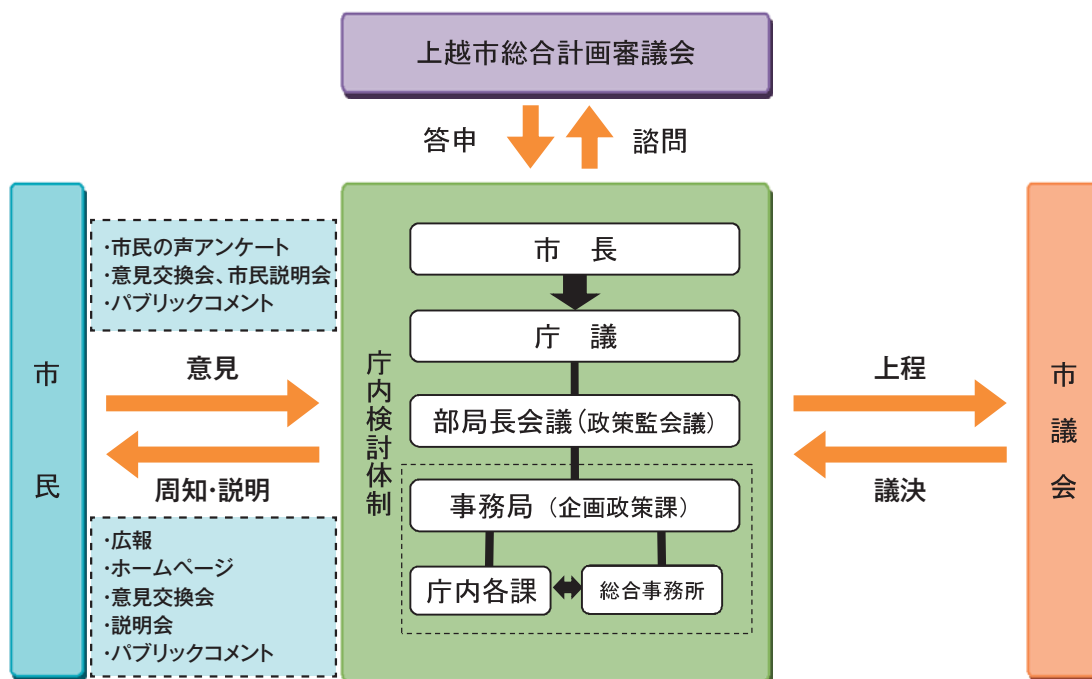 上越市総合計画審議会
答申
諮問
市民
・市民の声アンケート
・意見交換会、市民説明会
・パブリックコメント
意見
周知・説明
・広報
・ホームページ
・意見交換会
・説明会
・パブリックコメント
庁内検討体制
市　長
庁　議
部局長会議（政策監会議）
事務局（企画政策課）
庁内各課
総合事務所
上程
議決
市議会